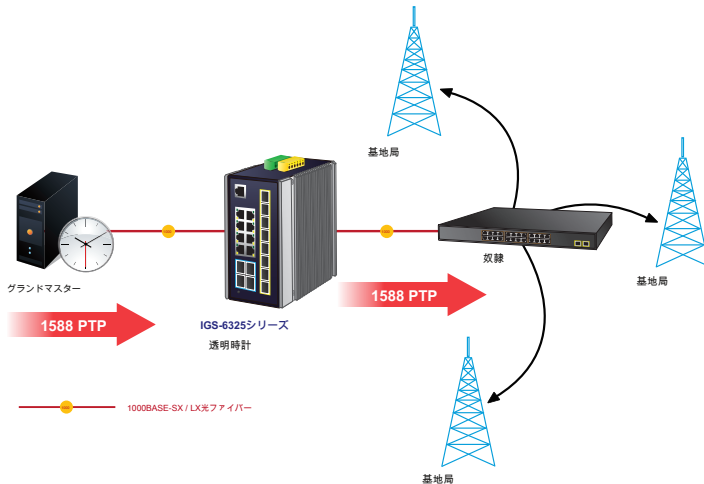 基地局
基地局
奴隷
グランドマスター
1588 PTP
IGS-6325シリーズ
透明時計
1588 PTP
1000BASE-SX / LX光ファイバー
基地局